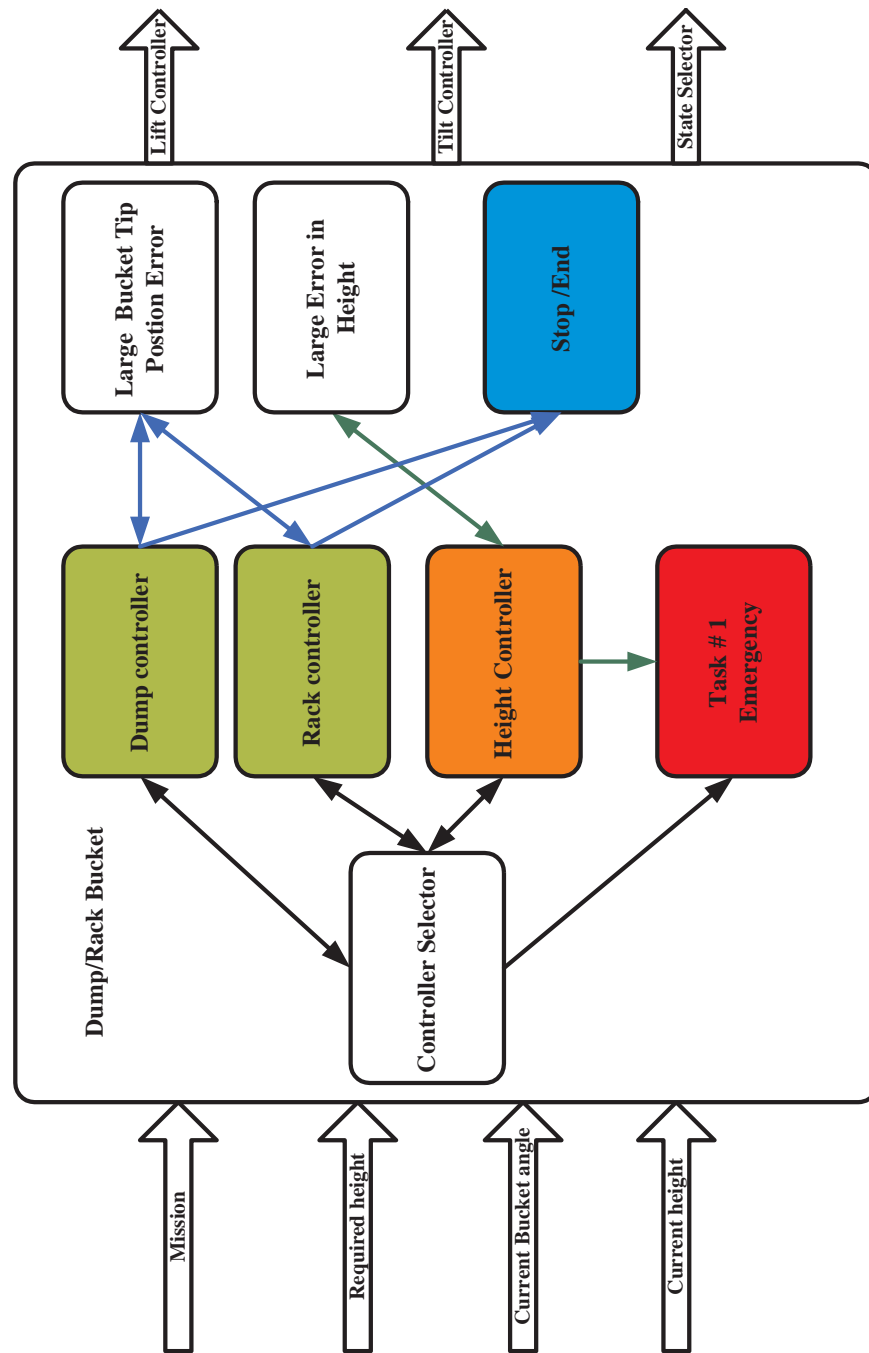 Dump/Rack Bucket
Mission
Required height
Current Bucket angle
Current height
Controller Selector
Dump controller
Rack controller
Height Controller
Task # 1
Emergency
Large Bucket Tip
Postion Error
Large Error in
Height
Stop /End
Lift Controller
Tilt Controller
State Selector